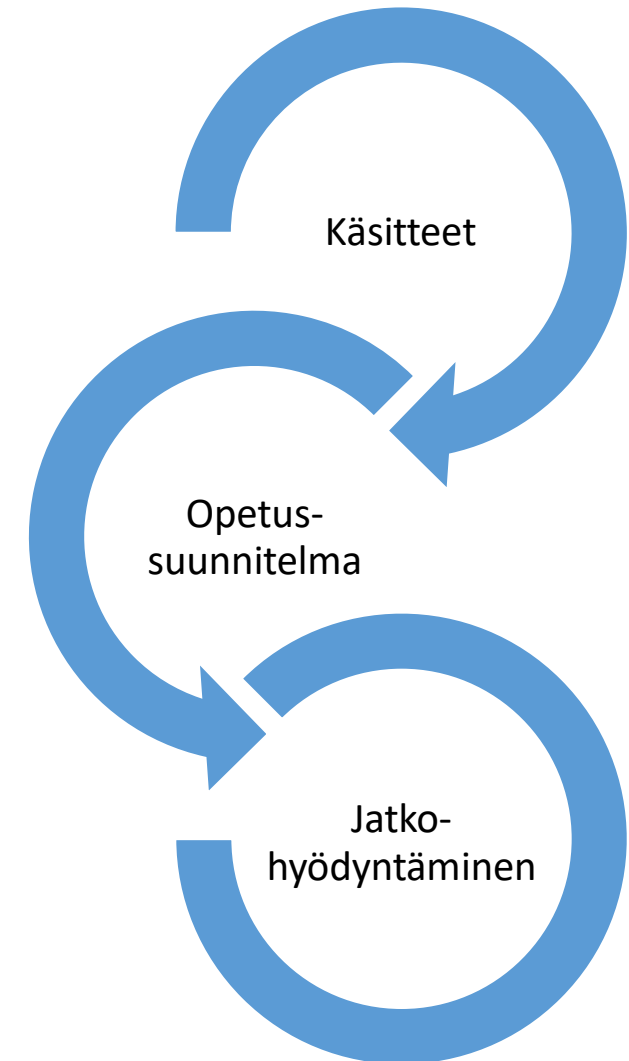 Käsitteet
Opetus-
suunnitelma
Jatko-
hyödyntäminen